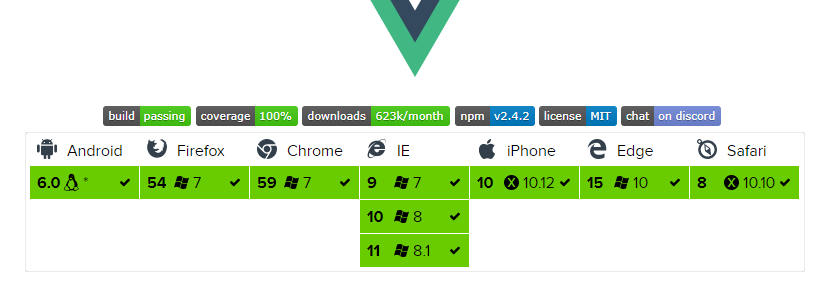 build passing coverage 100% downloads 623k/month npm v2.4.2 license MIT chat on discord
Android Firefox Chrome IE iPhone Edge Safari
6.0 * 54 7 59 7 9 7 10 10.12 15 10 8 10.10
10 8
11 8.1